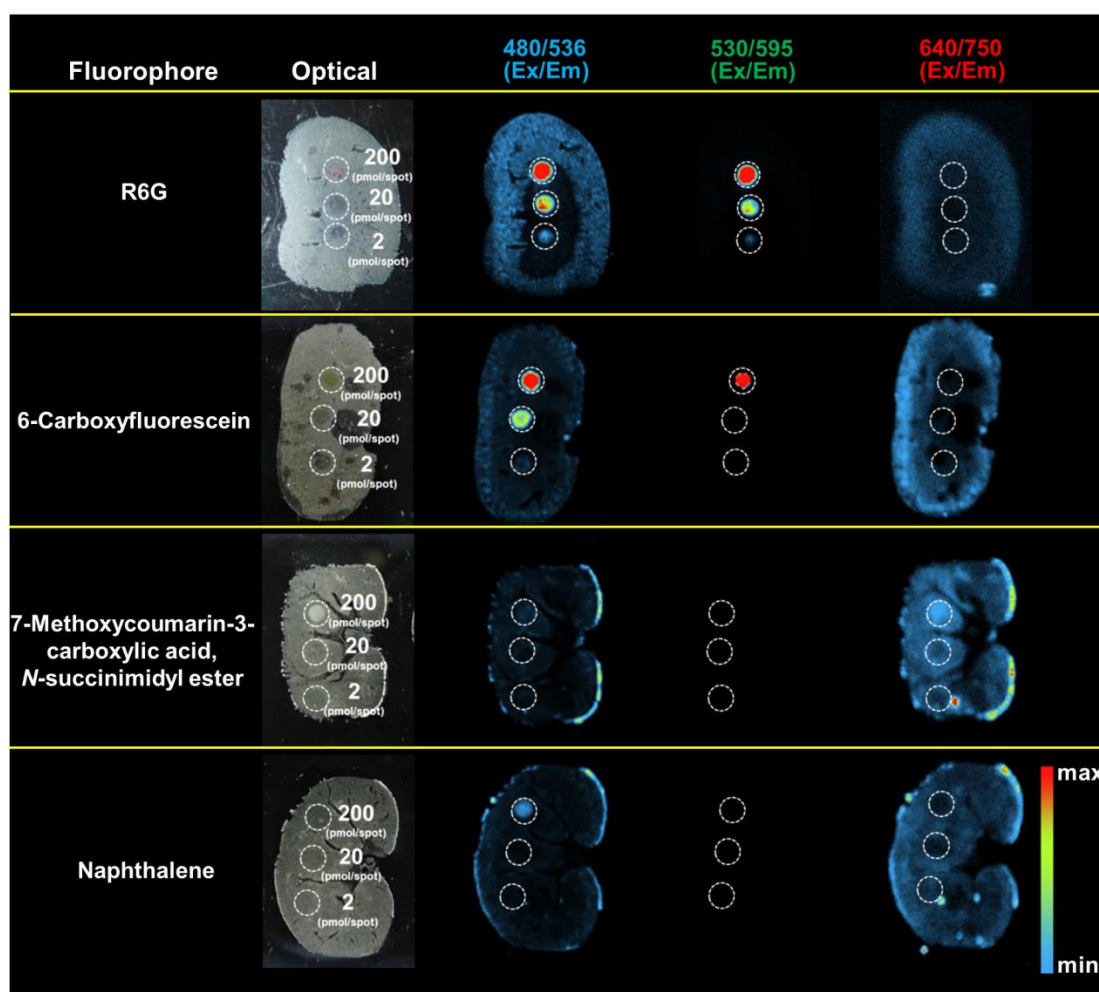 Fluorophore Optical 480/536 530/595 640/750
(Ex/Em) (Ex/Em) (Ex/Em)
R6G
200
(pmol/spot)
20
(pmol/spot)
2
(pmol/spot)
6-Carboxyfluorescein
200
(pmol/spot)
20
(pmol/spot)
2
(pmol/spot)
7-Methoxycoumarin-3-
carboxylic acid,
N-succinimidyl ester
200
(pmol/spot)
20
(pmol/spot)
2
(pmol/spot)
Naphthalene
200
(pmol/spot)
20
(pmol/spot)
2
(pmol/spot)
max
min